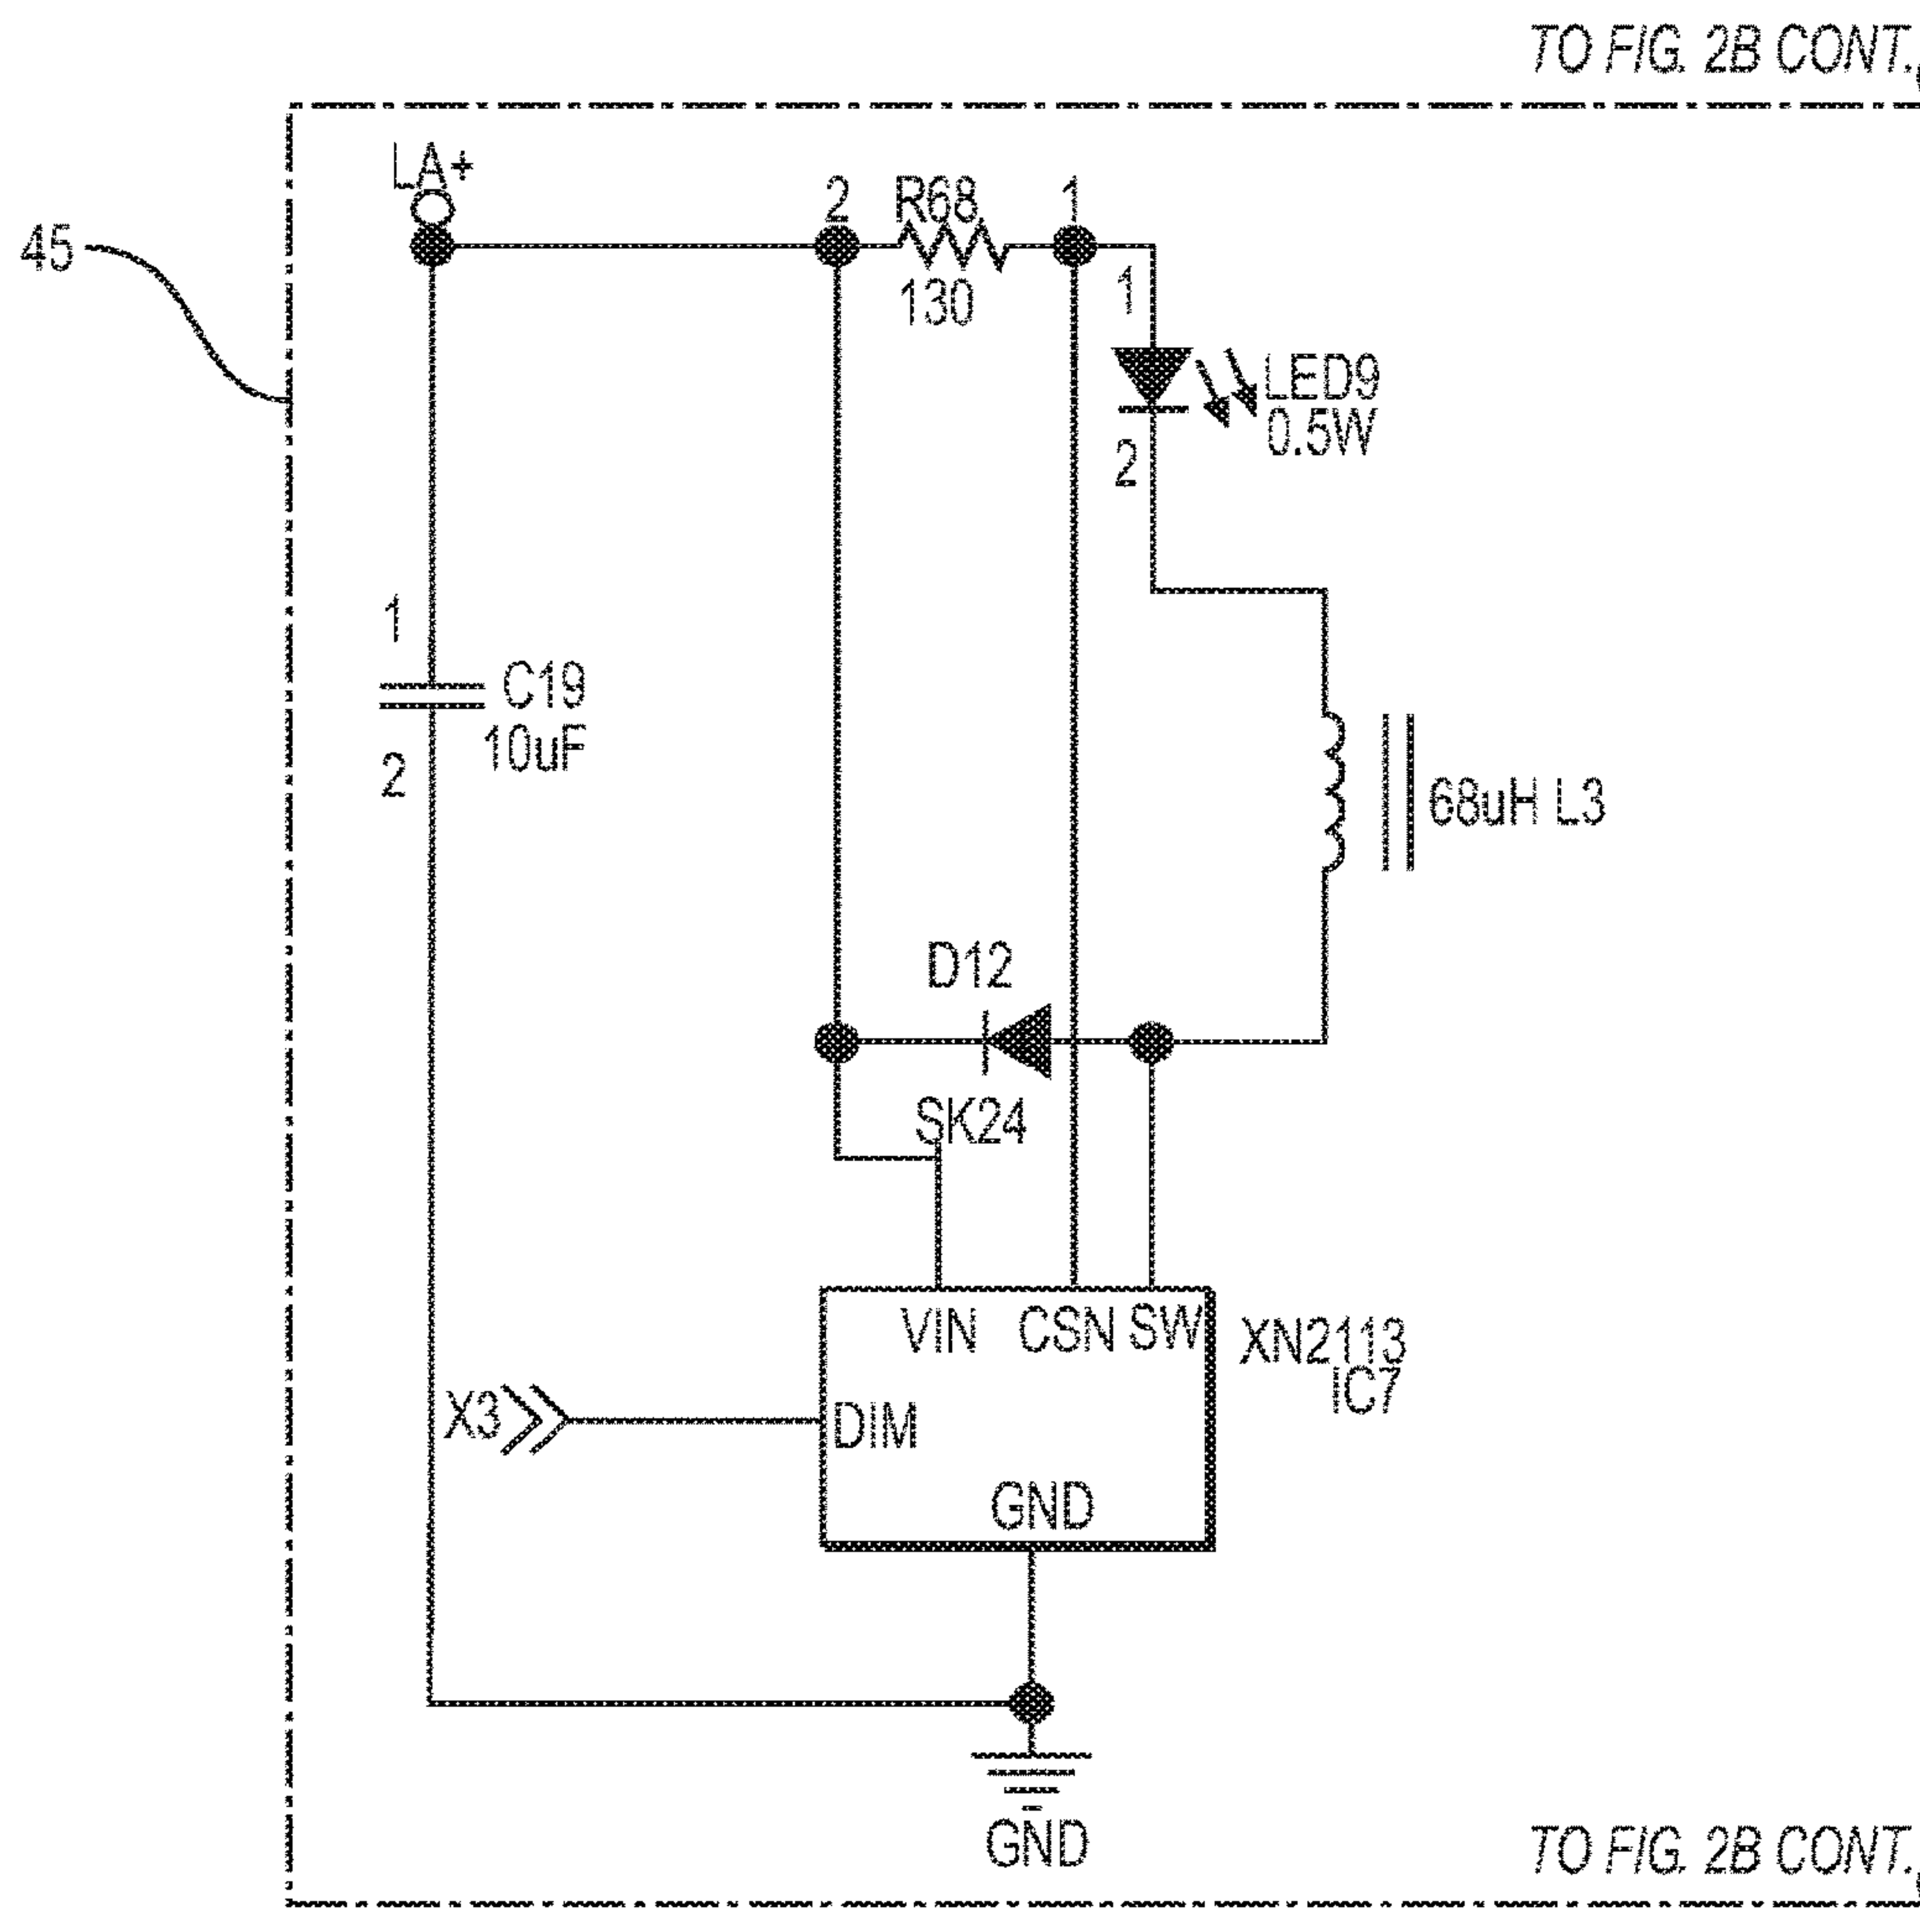 TO FIG. 2B CONT.
LA+
45
2 R68 1
130
1
LED9
0.5W
2
1
C19
10uF
2
68uH L3
D12
SK24
VIN CSN SW
XN2113
IC7
X3
DIM
GND
GND
TO FIG. 2B CONT.